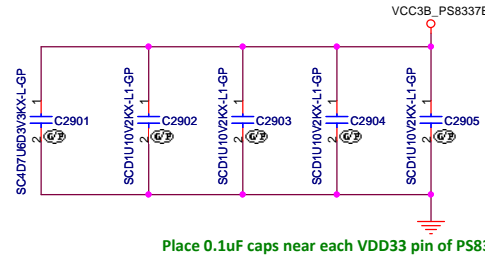 VCC3B_PS8337B
SC4D7U6D3V3KX-L-GP
1
2
C2901
G/P
SCD1U10V2KX-L1-GP
1
2
C2902
G/P
SCD1U10V2KX-L1-GP
1
2
C2903
G/P
SCD1U10V2KX-L1-GP
1
2
C2904
G/P
SCD1U10V2KX-L1-GP
1
2
C2905
G/P
Place 0.1uF caps near each VDD33 pin of PS83